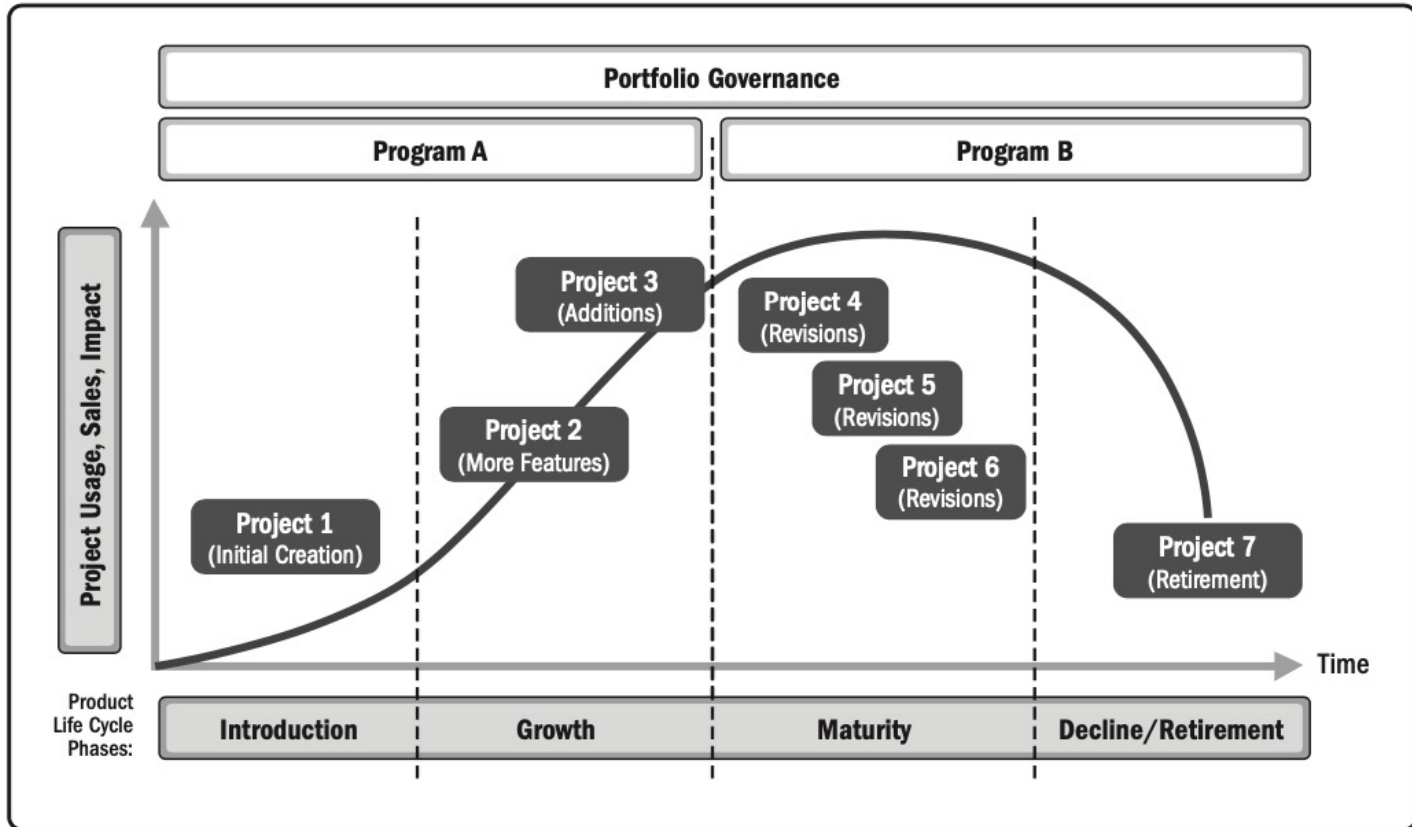 Portfolio Governance
Program A
Program B
Project Usage, Sales, Impact
Project 3
(Additions)
Project 4
(Revisions)
Project 5
(Revisions)
Project 2
(More Features)
Project 6
(Revisions)
Project 1
(Initial Creation)
Project 7
(Retirement)
Time
Product
Life Cycle
Phases:
Introduction
Growth
Maturity
Decline/Retirement